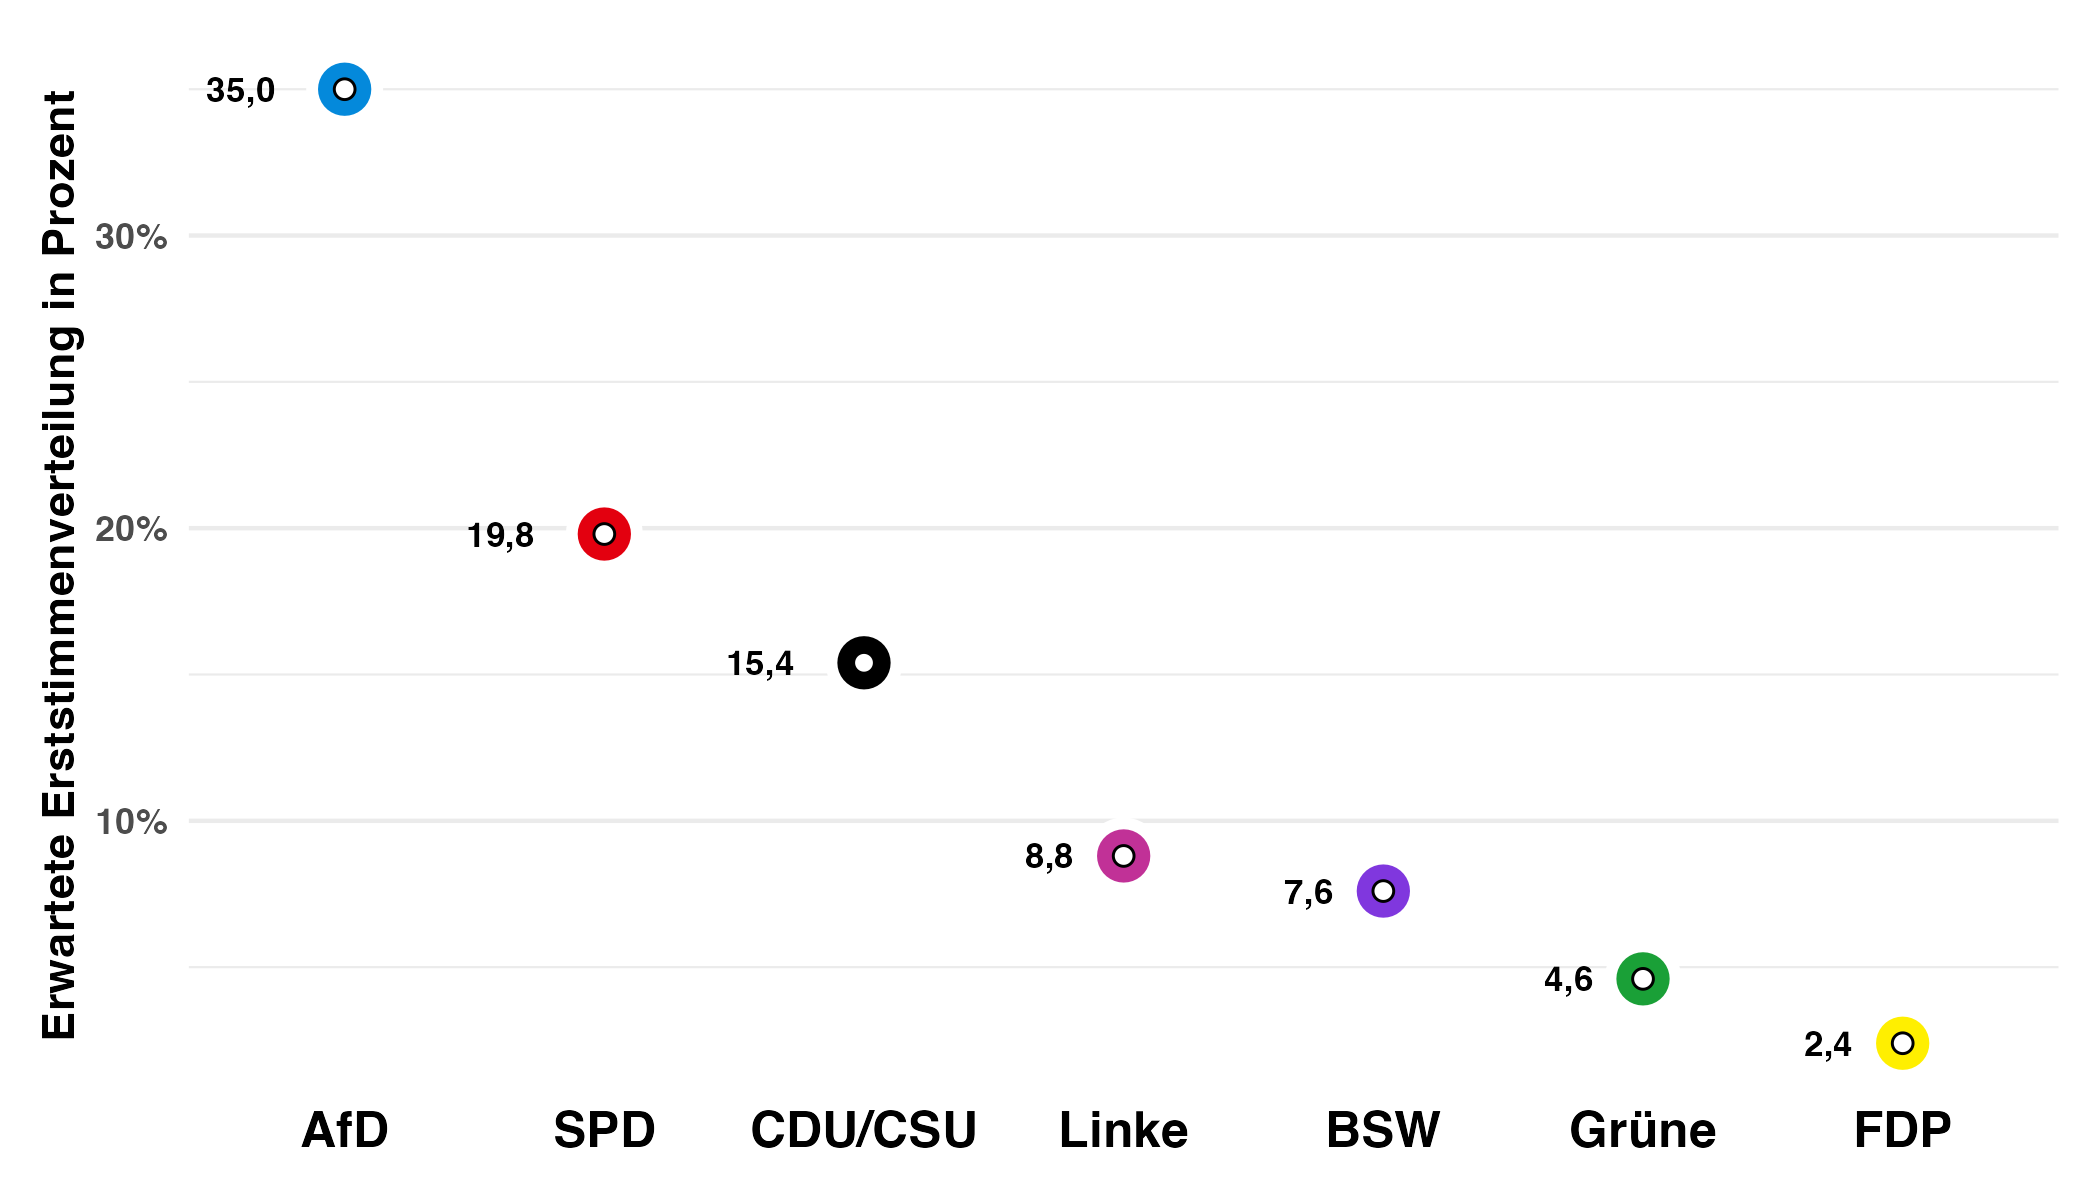 Erwartete Erststimmenverteilung in Prozent
30%
20%
10%
35,0
19,8
15,4
8,8
7,6
4,6
2,4
AfD
SPD
CDU/CSU
Linke
BSW
Grüne
FDP